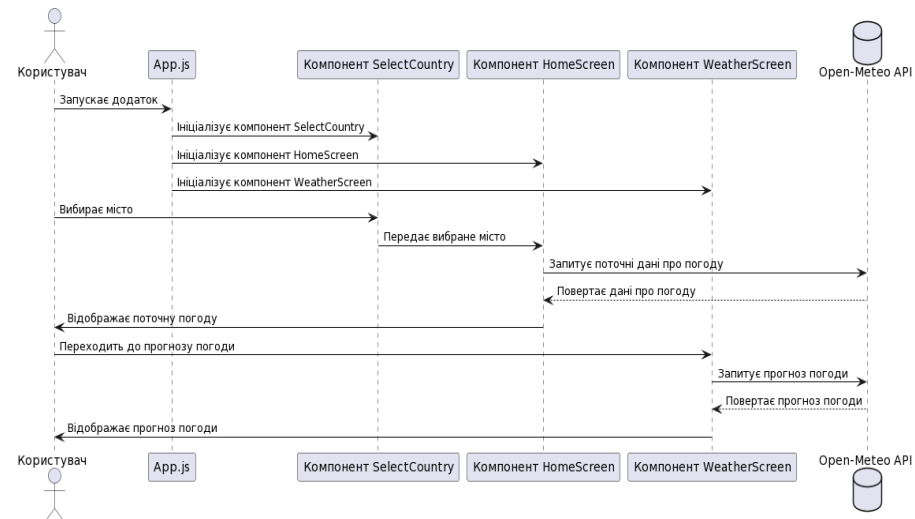 Користувач
App.js
Компонент SelectCountry
Компонент HomeScreen
Компонент WeatherScreen
Open-Meteo API
Запускає додаток
Ініціалізує компонент SelectCountry
Ініціалізує компонент HomeScreen
Ініціалізує компонент WeatherScreen
Вибирає місто
Передає вибране місто
Запитує поточні дані про погоду
Повертає дані про погоду
Відображає поточну погоду
Переходить до прогнозу погоди
Запитує прогноз погоди
Повертає прогноз погоди
Відображає прогноз погоди
Користувач
App.js
Компонент SelectCountry
Компонент HomeScreen
Компонент WeatherScreen
Open-Meteo API